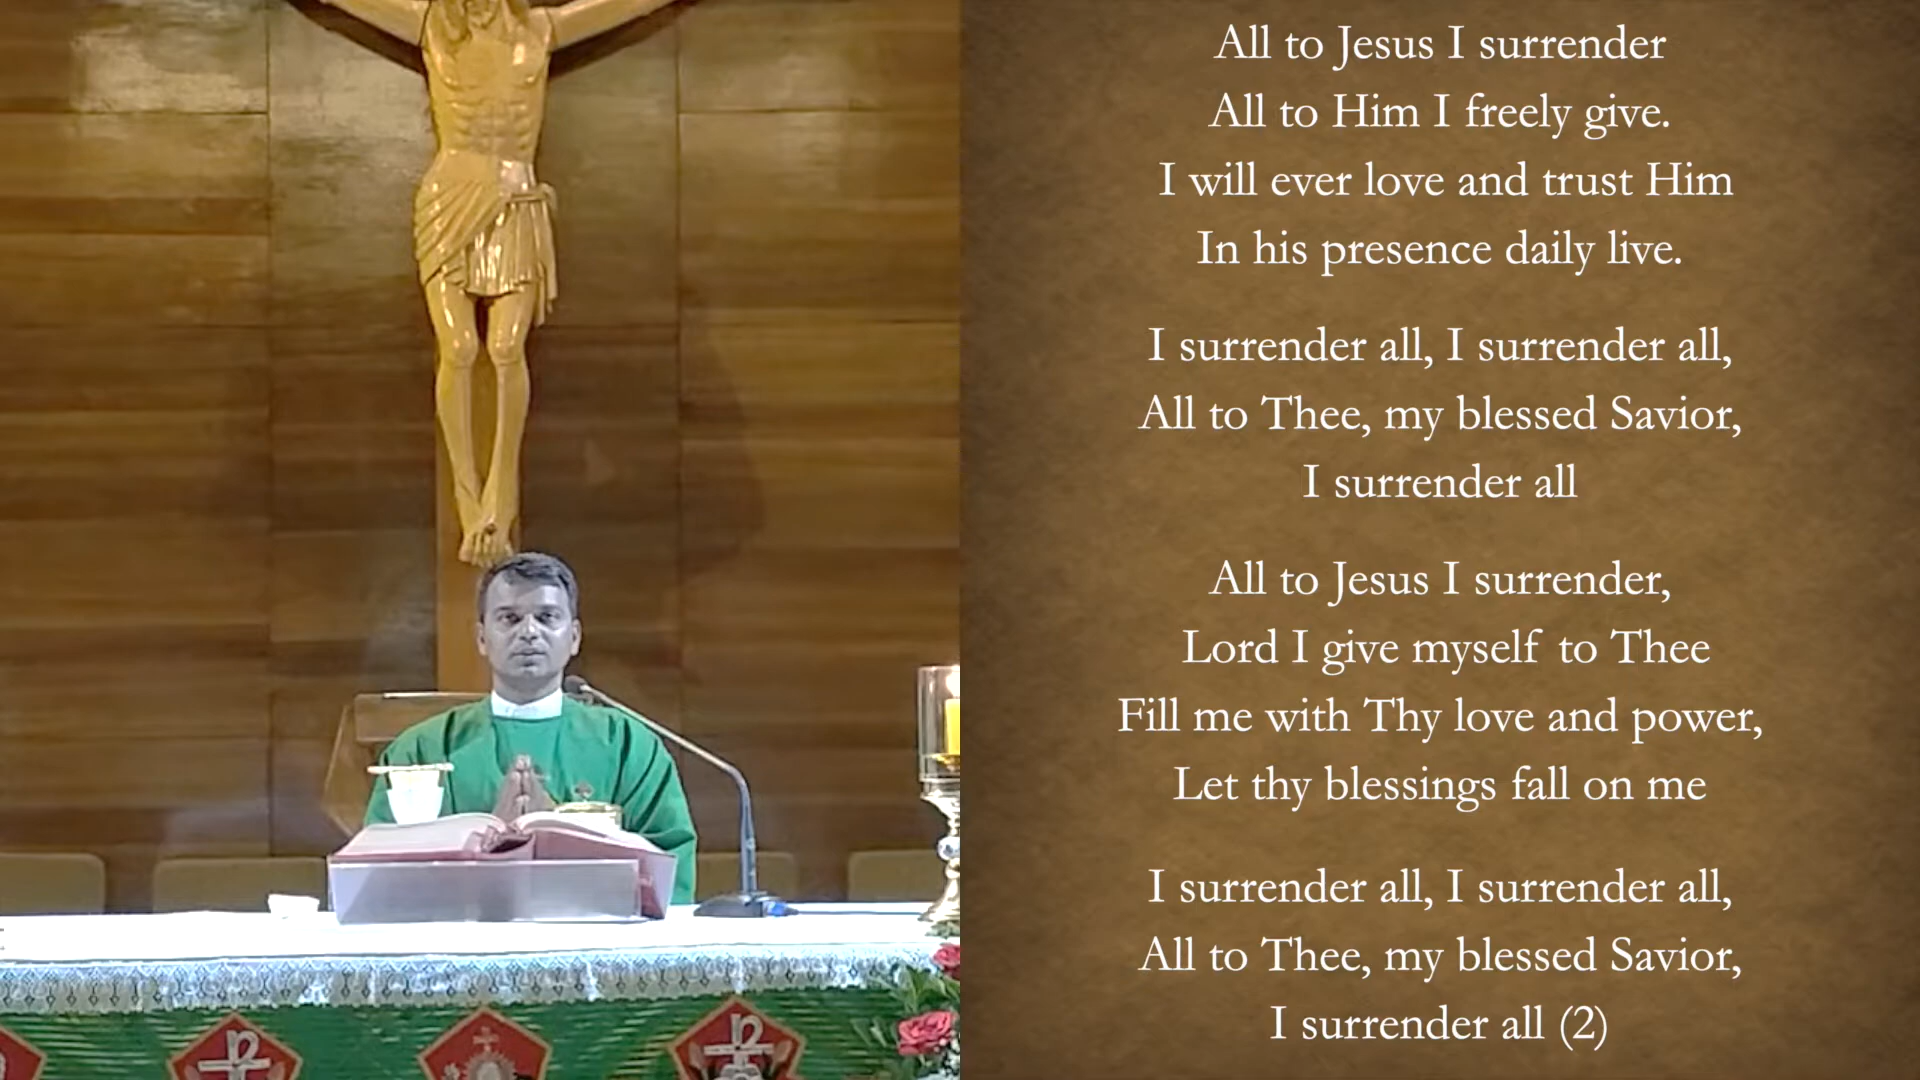 All to Jesus I surrender
All to Him I freely give.
I will ever love and trust Him
In his presence daily live.
I surrender all, I surrender all,
All to Thee, my blessed Savior,
I surrender all
All to Jesus I surrender,
Lord I give myself to Thee
Fill me with Thy love and power,
Let thy blessings fall on me
I surrender all, I surrender all,
All to Thee, my blessed Savior,
I surrender all (2)